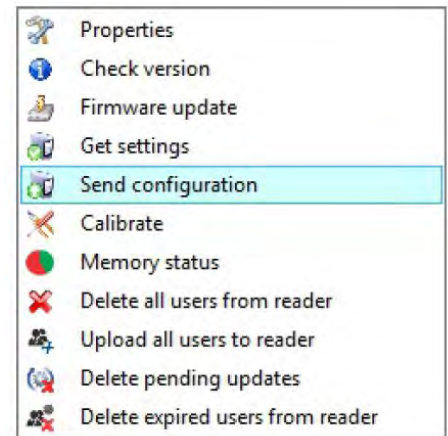 Properties
Check version
Firmware update
Get settings
Send configuration
Calibrate
Memory status
Delete all users from reader
Upload all users to reader
Delete pending updates
Delete expired users from reader